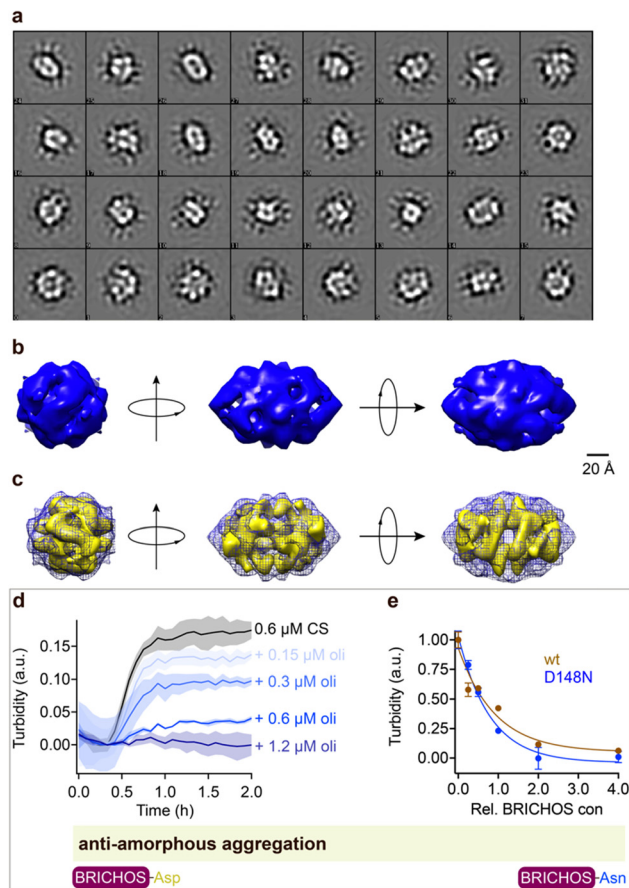 a
b
20 Å
c
d
Turbidity (a.u.)
0.15
0.10
0.05
0.00
0.6 µM CS
+ 0.15 µM oli
+ 0.3 µM oli
+ 0.6 µM oli
+ 1.2 µM oli
0.0 0.5 1.0 1.5 2.0
Time (h)
e
Turbidity (a.u.)
1.00
0.75
0.50
0.25
0.00
wt
D148N
0.0 1.0 2.0 3.0 4.0
Rel. BRICHOS con
anti-amorphous aggregation
BRICHOS-Asp
BRICHOS-Asn